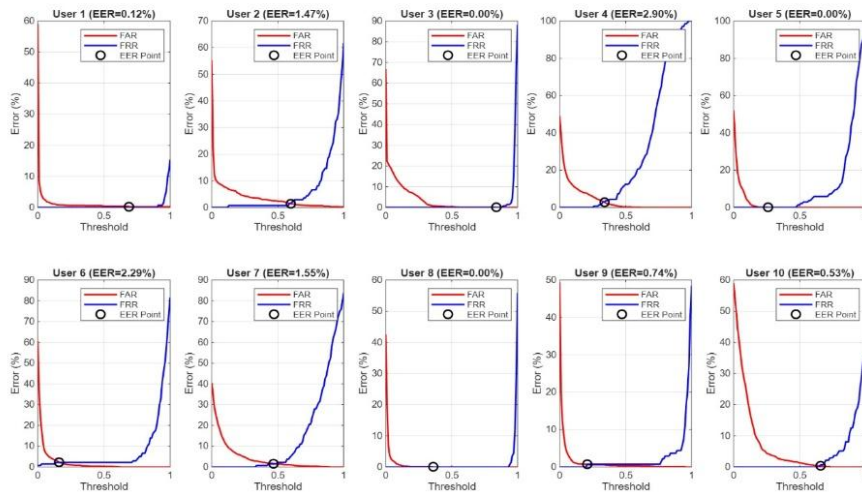 User 1 (EER=0.12%)
User 2 (EER=1.47%)
User 3 (EER=0.00%)
User 4 (EER=2.90%)
User 5 (EER=0.00%)
60
50
40
30
20
10
0
Error (%)
0
0.5
1
Threshold
FAR
FRR
EER Point
70
60
50
40
30
20
10
0
Error (%)
0
0.5
1
Threshold
FAR
FRR
EER Point
90
80
70
60
50
40
30
20
10
0
Error (%)
0
0.5
1
Threshold
FAR
FRR
EER Point
100
80
60
40
20
0
Error (%)
0
0.5
1
Threshold
FAR
FRR
EER Point
100
80
60
40
20
0
Error (%)
0
0.5
1
Threshold
FAR
FRR
EER Point
User 6 (EER=2.29%)
User 7 (EER=1.55%)
User 8 (EER=0.00%)
User 9 (EER=0.74%)
User 10 (EER=0.53%)
90
80
70
60
50
40
30
20
10
0
Error (%)
0
0.5
1
Threshold
FAR
FRR
EER Point
90
80
70
60
50
40
30
20
10
0
Error (%)
0
0.5
1
Threshold
FAR
FRR
EER Point
60
50
40
30
20
10
0
Error (%)
0
0.5
1
Threshold
FAR
FRR
EER Point
50
40
30
20
10
0
Error (%)
0
0.5
1
Threshold
FAR
FRR
EER Point
60
50
40
30
20
10
0
Error (%)
0
0.5
1
Threshold
FAR
FRR
EER Point